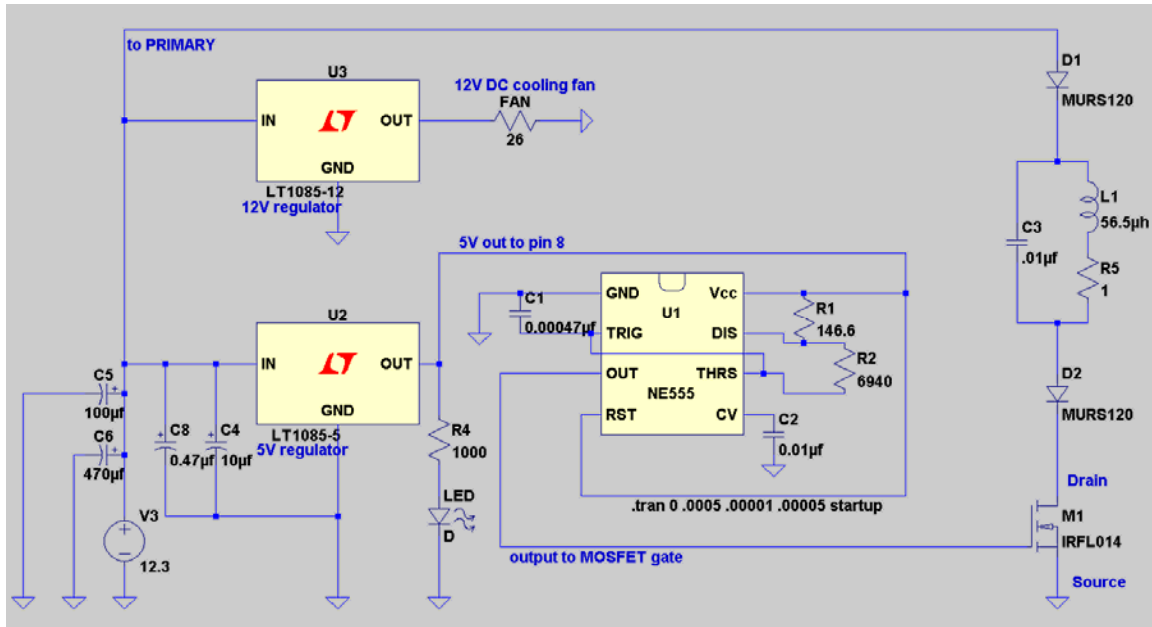 to PRIMARY
D1
MURS120
U3
12V DC cooling fan
FAN
IN
OUT
26
GND
LT1085-12
12V regulator
L1
56.5µh
C3
.01µf
R5
1
5V out to pin 8
C1
0.00047µf
GND
Vcc
U1
R1
146.6
TRIG
DIS
R2
6940
OUT
THRS
NE555
RST
CV
C2
0.01µf
U2
IN
OUT
GND
LT1085-5
5V regulator
D2
MURS120
C5
100µf
C6
470µf
C8
0.47µf
C4
10µf
R4
1000
LED
D
V3
12.3
.tran 0 .0005 .00001 .00005 startup
output to MOSFET gate
Drain
M1
IRFL014
Source